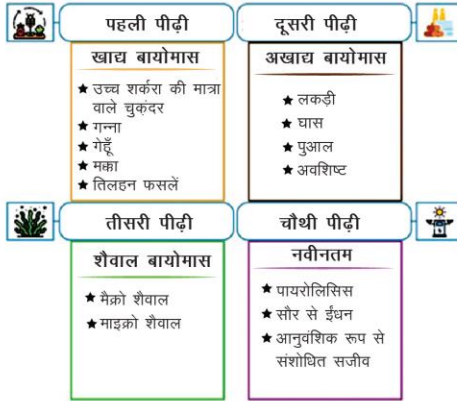 पहली पीढ़ी
खाद्य बायोमास
★ उच्च शर्करा की मात्रा
वाले चुकंदर
★ गन्ना
★ गेहूँ
★ मक्का
★ तिलहन फसलें
दूसरी पीढ़ी
अखाद्य बायोमास
★ लकड़ी
★ घास
★ पुआल
★ अवशिष्ट
तीसरी पीढ़ी
शैवाल बायोमास
★ मैक्रो शैवाल
★ माइक्रो शैवाल
चौथी पीढ़ी
नवीनतम
★ पायरोलिसिस
★ सौर से ईंधन
★ आनुवंशिक रूप से
संशोधित सजीव